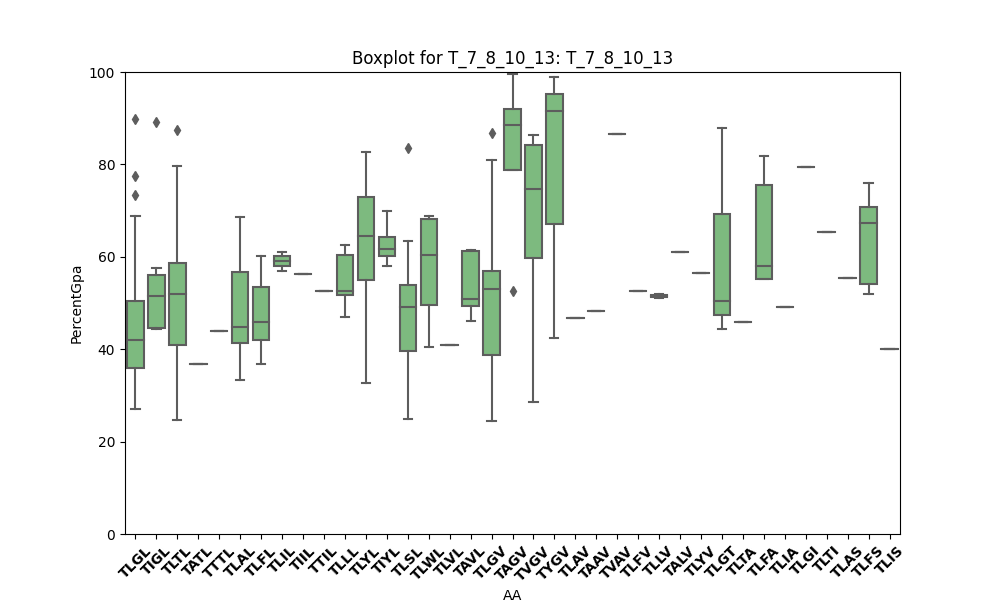 Boxplot for T_7_8_10_13: T_7_8_10_13
100
80
60
40
20
0
PercentGpa
TLGL TIGL TLTL TATL TTTL TLAL TLFL TLIL TIIL TTIL TLLL TLYL TIYL TLSL TLWL TLVL TAVL TLGV TAGV TVGV TYGV TLAV TAAV TVAV TLFV TLLV TALV TLYV TLGT TLTA TLFA TLIA TLGI TLTI TLAS TLFS TLIS
AA